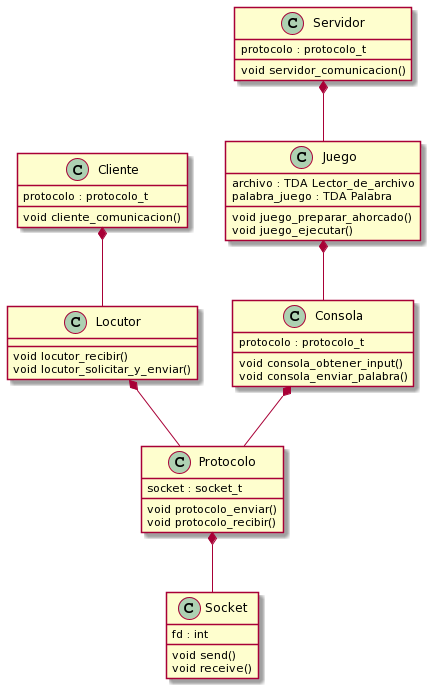 C Servidor
protocolo : protocolo_t
void servidor_comunicacion()
C Cliente
protocolo : protocolo_t
void cliente_comunicacion()
C Juego
archivo : TDA Lector_de_archivo
palabra_juego : TDA Palabra
void juego_preparar_ahorcado()
void juego_ejecutar()
C Locutor
void locutor_recibir()
void locutor_solicitar_y_enviar()
C Consola
protocolo : protocolo_t
void consola_obtener_input()
void consola_enviar_palabra()
C Protocolo
socket : socket_t
void protocolo_enviar()
void protocolo_recibir()
C Socket
fd : int
void send()
void receive()